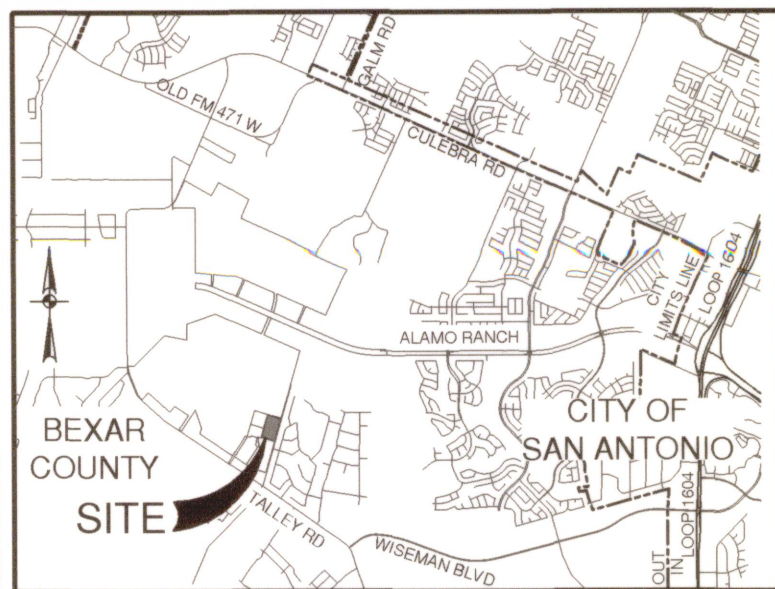 GALM RD
OLD FM 471 W
CULEBRA RD
CITY
LIMITS LINE
LOOP 1604
ALAMO RANCH
CITY OF
SAN ANTONIO
BEXAR
COUNTY
SITE
TALLEY RD
WISEMAN BLVD
OUT
IN
LOOP 1604